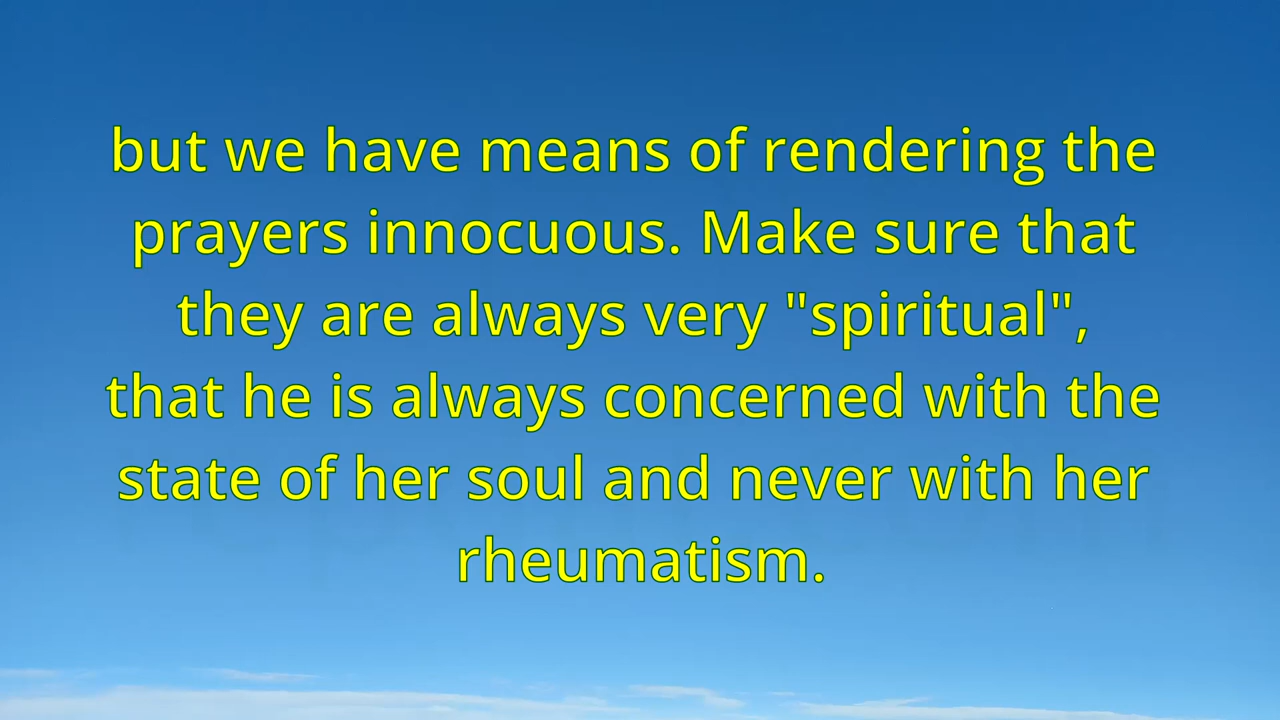 but we have means of rendering the
prayers innocuous. Make sure that
they are always very "spiritual",
that he is always concerned with the
state of her soul and never with her
rheumatism.